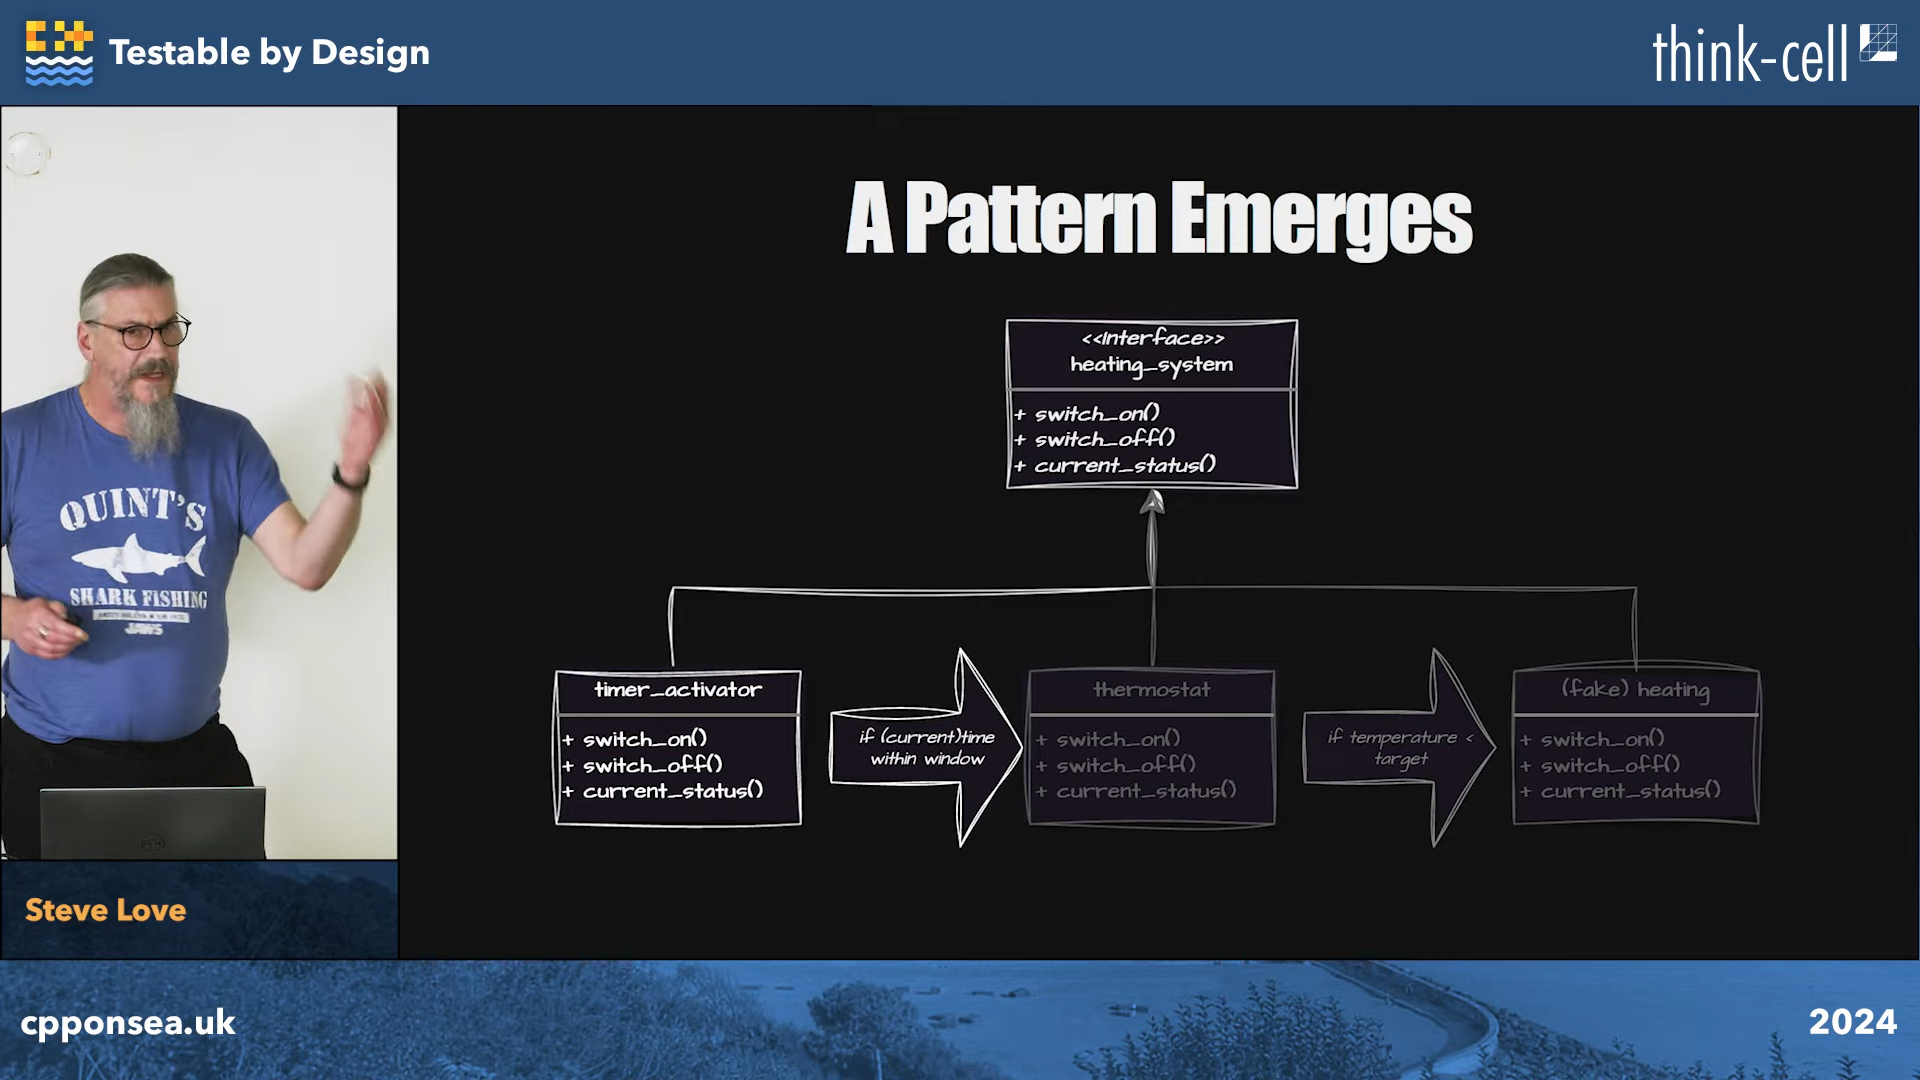 Testable by Design
think-cell
A Pattern Emerges
<<interface>>
heating_system
+ switch_on()
+ switch_off()
+ current_status()
timer_activator
+ switch_on()
+ switch_off()
+ current_status()
if (current)time
within window
thermostat
+ switch_on()
+ switch_off()
+ current_status()
if temperature <
target
(fake) heating
+ switch_on()
+ switch_off()
+ current_status()
QUINT'S
SHARK FISHING
JAWS
Steve Love
cpponsea.uk
2024